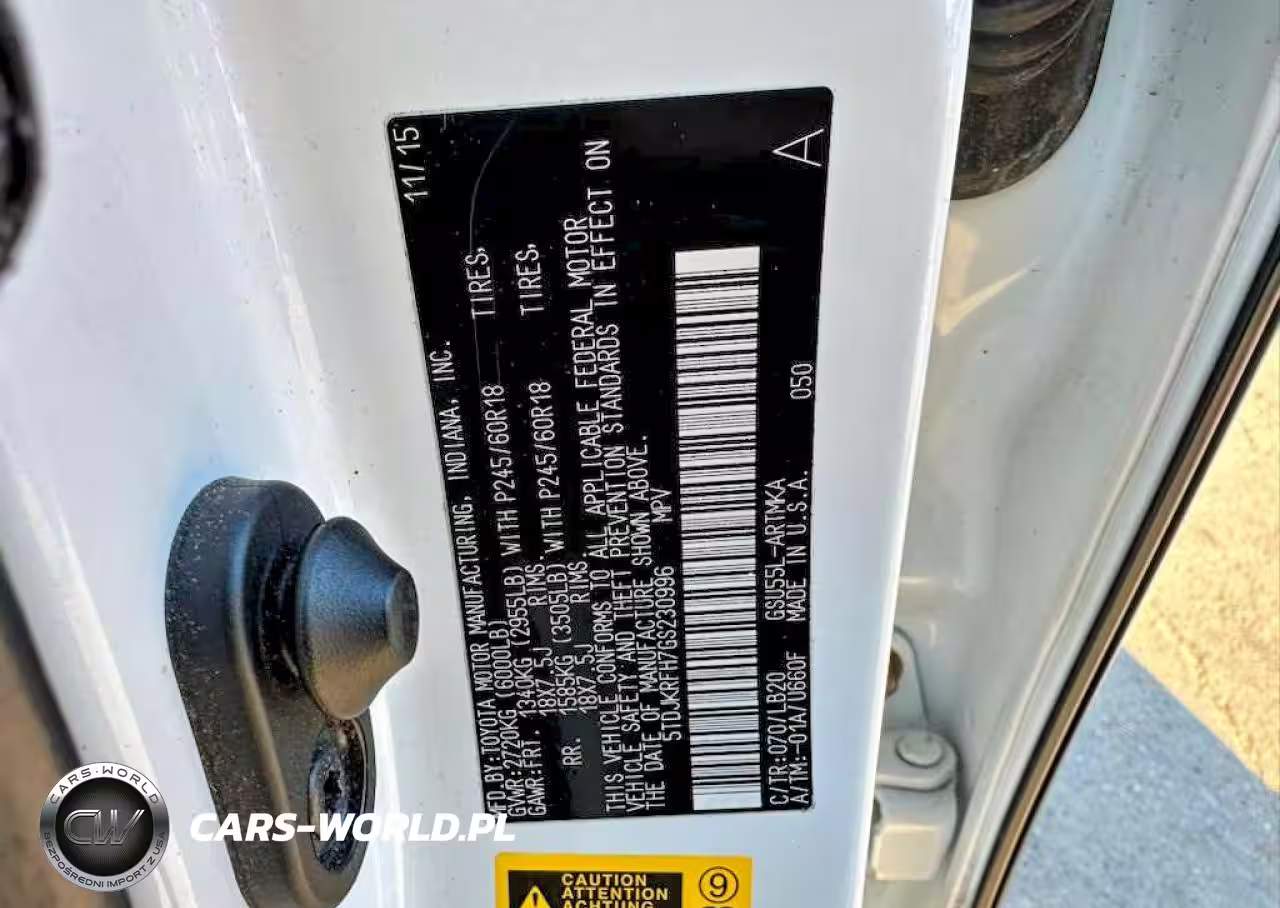 11/15
MFD.BY:TOYOTA MOTOR MANUFACTURING, INDIANA, INC.
GVWR:2720KG (6000LB)
GAWR:FRT. 1340KG (2955LB) WITH P245/60R18 TIRES,
18X7.5J RIMS.
RR. 1585KG (3505LB) WITH P245/60R18 TIRES,
18X7.5J RIMS.
THIS VEHICLE CONFORMS TO ALL APPLICABLE FEDERAL MOTOR
VEHICLE SAFETY AND THEFT PREVENTION STANDARDS IN EFFECT ON
THE DATE OF MANUFACTURE SHOWN ABOVE.
5TDJKRFH7GS230996 MPV
C/TR:070/LB20 GSU55L-ARTMKA 050
A/TM:-01A/U660F MADE IN U.S.A.
A
CAUTION
ATTENTION
ACHTUNG
9
CARS-WORLD
CW
BEZPOŚREDNI IMPORT Z USA
CARS-WORLD.PL